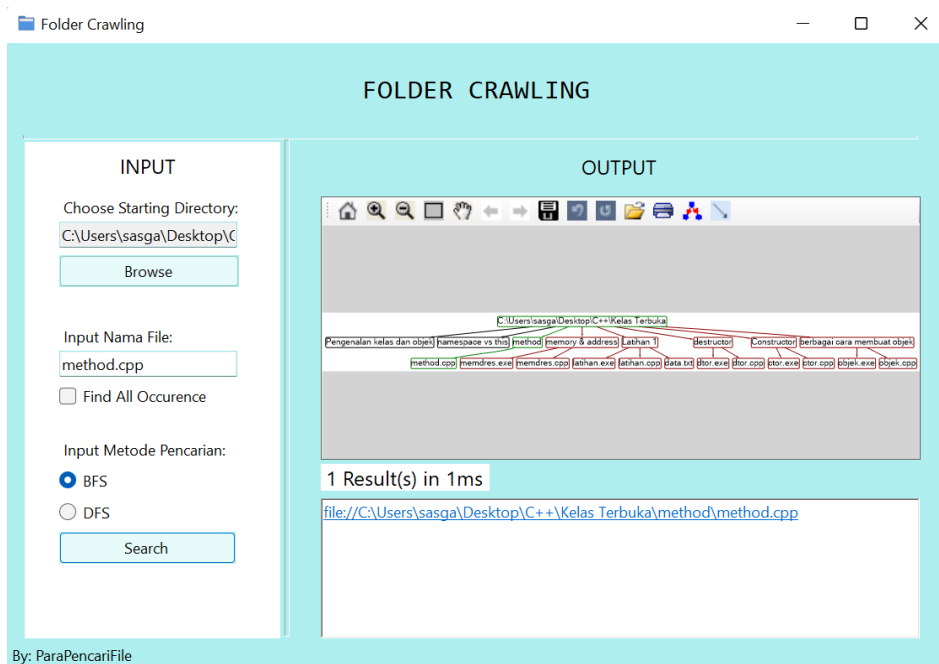 Folder Crawling
FOLDER CRAWLING
INPUT
Choose Starting Directory:
C:\Users\sasga\Desktop\C
Browse
Input Nama File:
method.cpp
Find All Occurence
Input Metode Pencarian:
BFS
DFS
Search
OUTPUT
C:\Users\sasga\Desktop\C++\Kelas Terbuka
Pengenalan kelas dan objek namespace vs this method memory & address Latihan 1 destructor Constructor berbagai cara membuat objek
method.cpp memdres.exe memdres.cpp latihan.exe latihan.cpp data.txt dtor.exe dtor.cpp ctor.exe ctor.cpp objek.exe objek.cpp
1 Result(s) in 1ms
file://C:\Users\sasga\Desktop\C++\Kelas Terbuka\method\method.cpp
By: ParaPencariFile